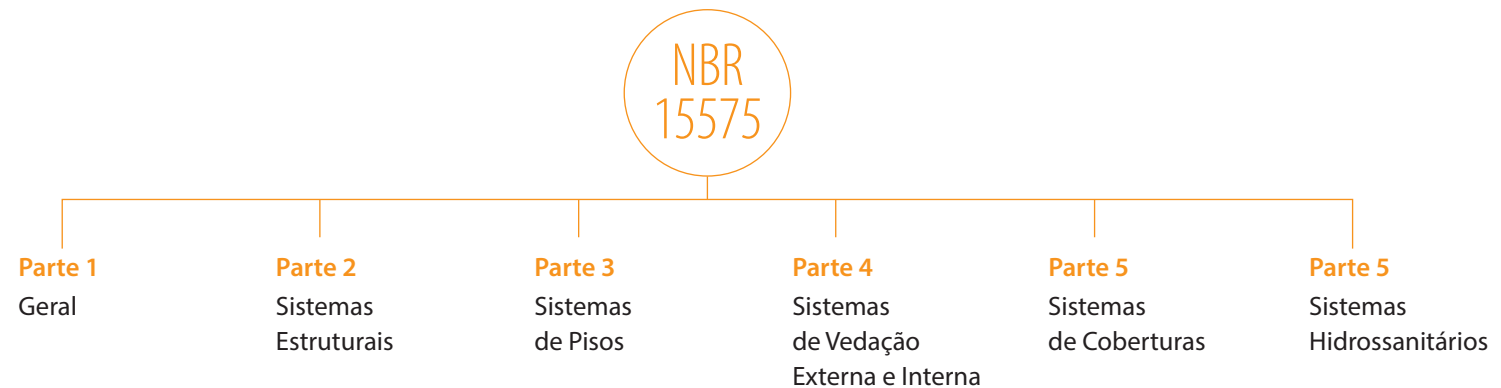 NBR
15575
Parte 1
Geral
Parte 2
Sistemas
Estruturais
Parte 3
Sistemas
de Pisos
Parte 4
Sistemas
de Vedação
Externa e Interna
Parte 5
Sistemas
de Coberturas
Parte 5
Sistemas
Hidrossanitários